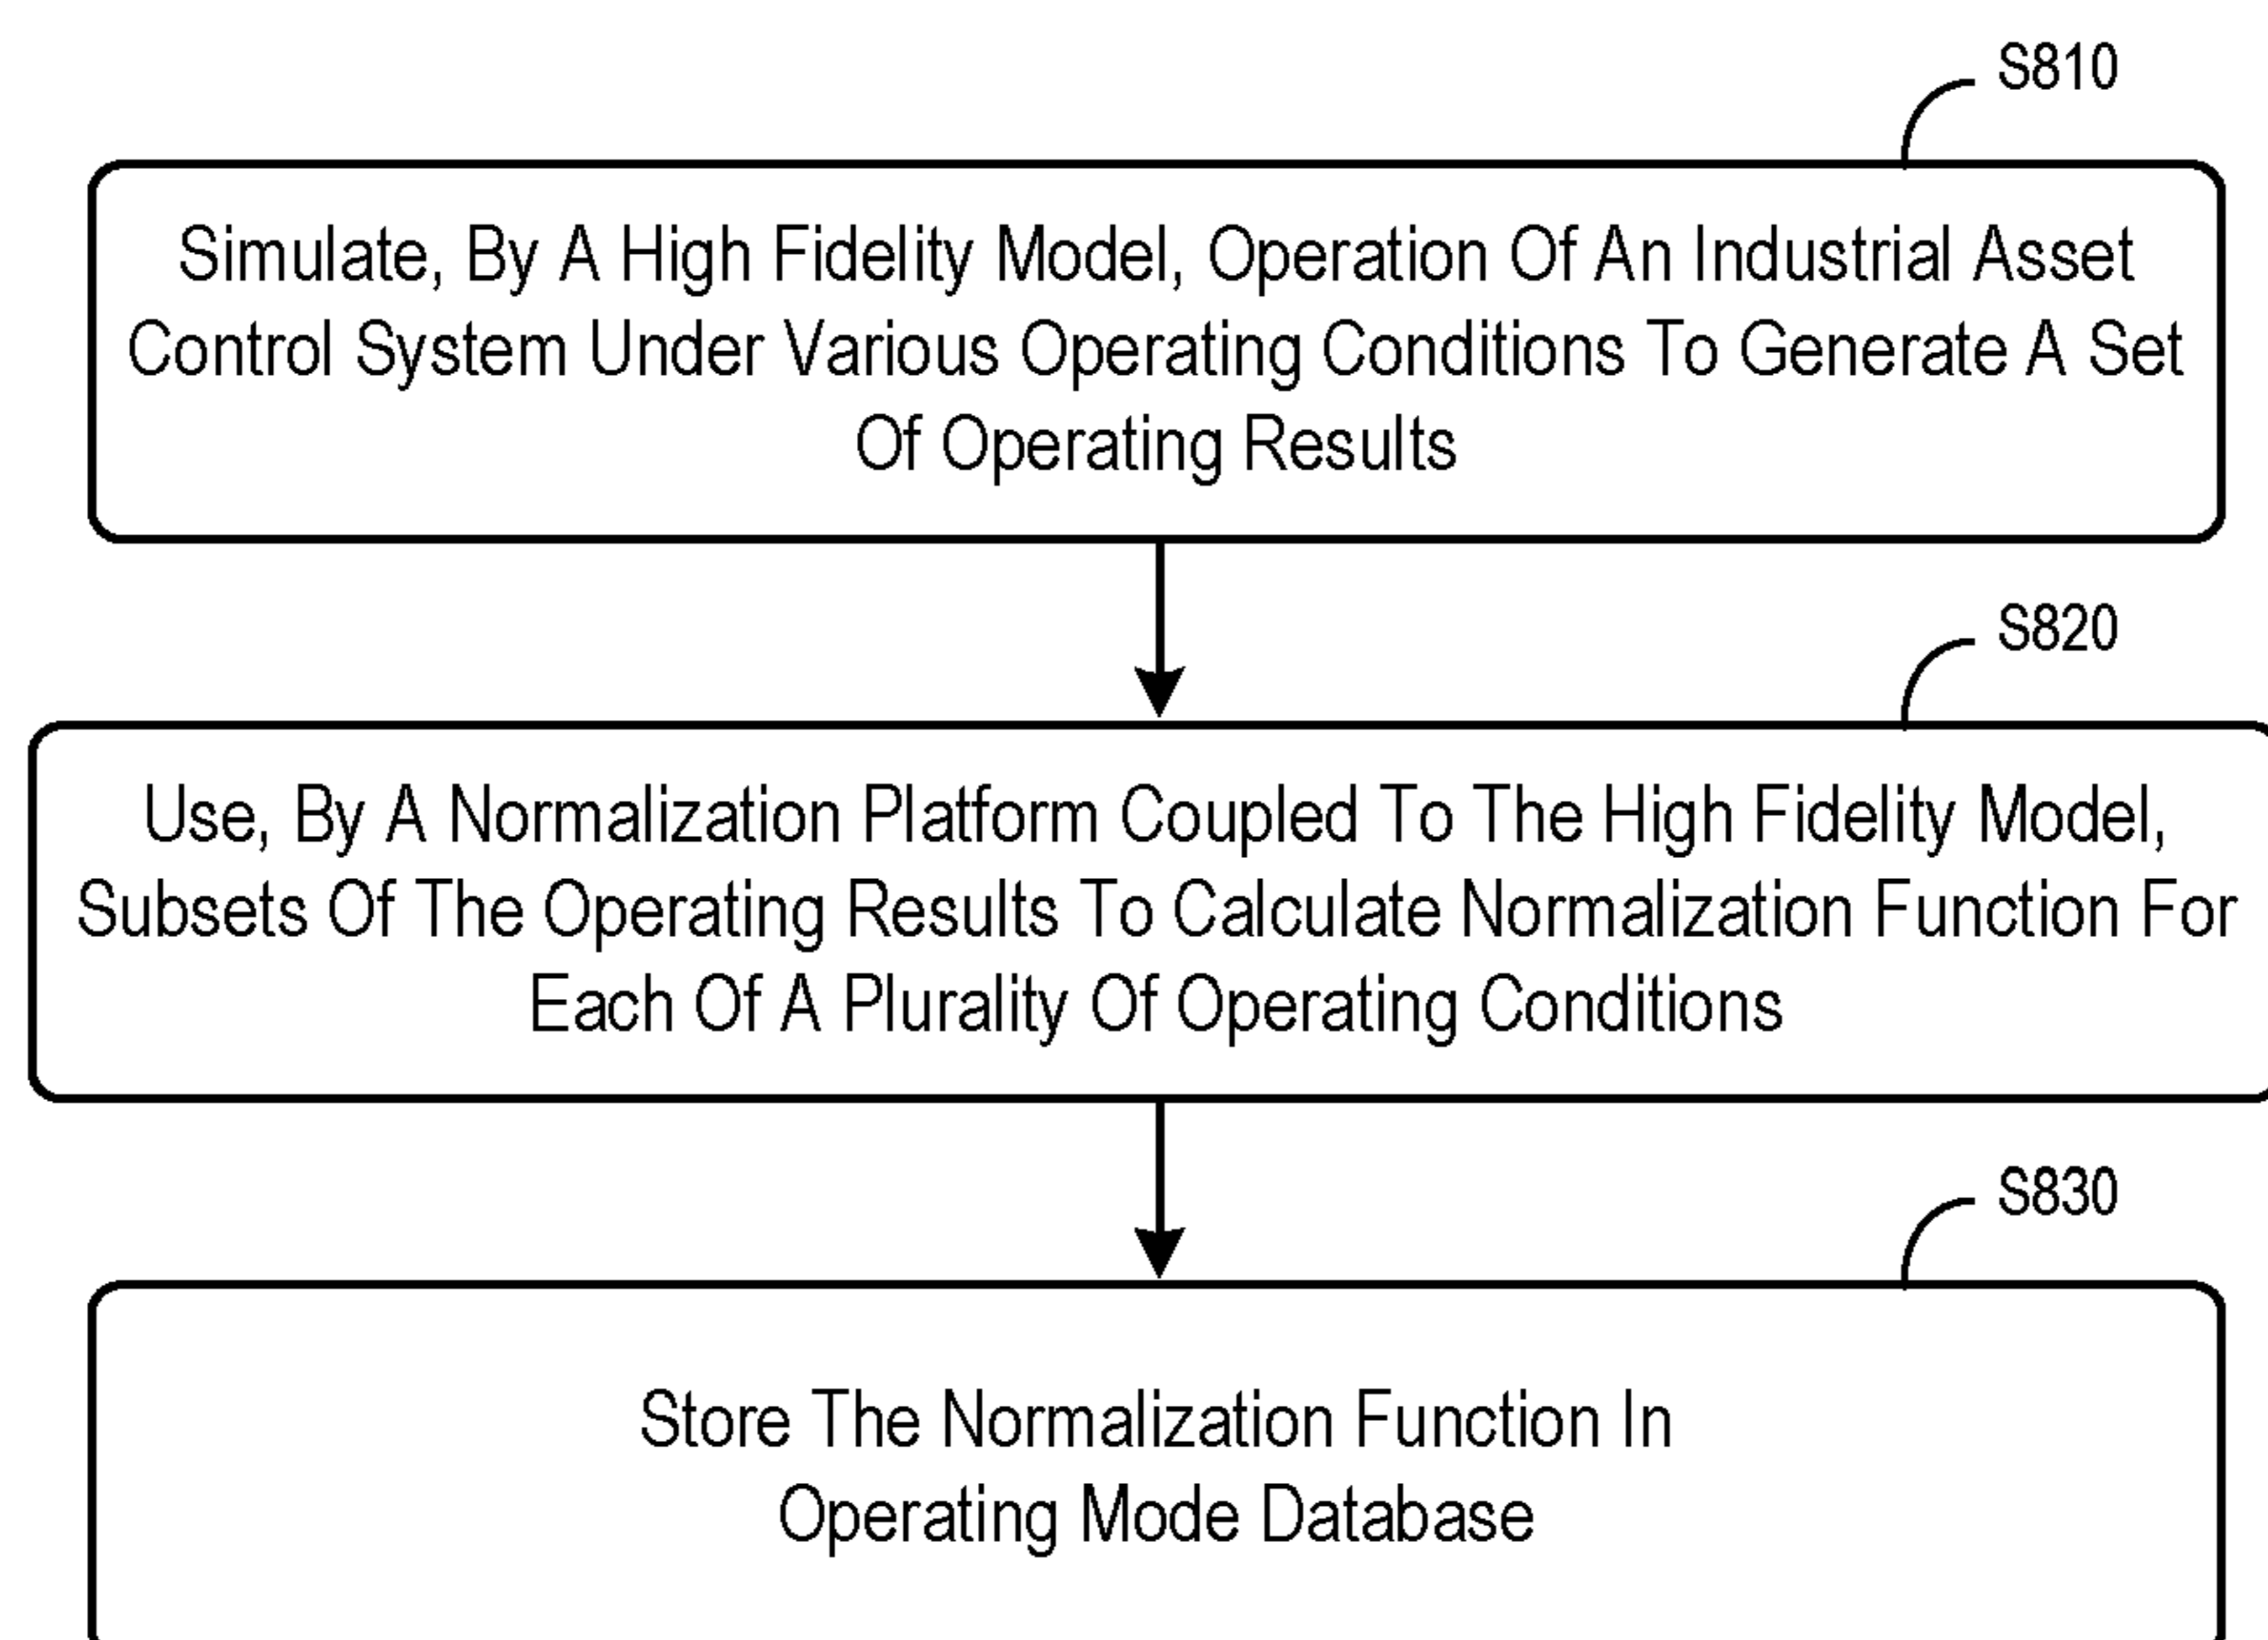 S810
Simulate, By A High Fidelity Model, Operation Of An Industrial Asset
Control System Under Various Operating Conditions To Generate A Set
Of Operating Results
S820
Use, By A Normalization Platform Coupled To The High Fidelity Model,
Subsets Of The Operating Results To Calculate Normalization Function For
Each Of A Plurality Of Operating Conditions
S830
Store The Normalization Function In
Operating Mode Database